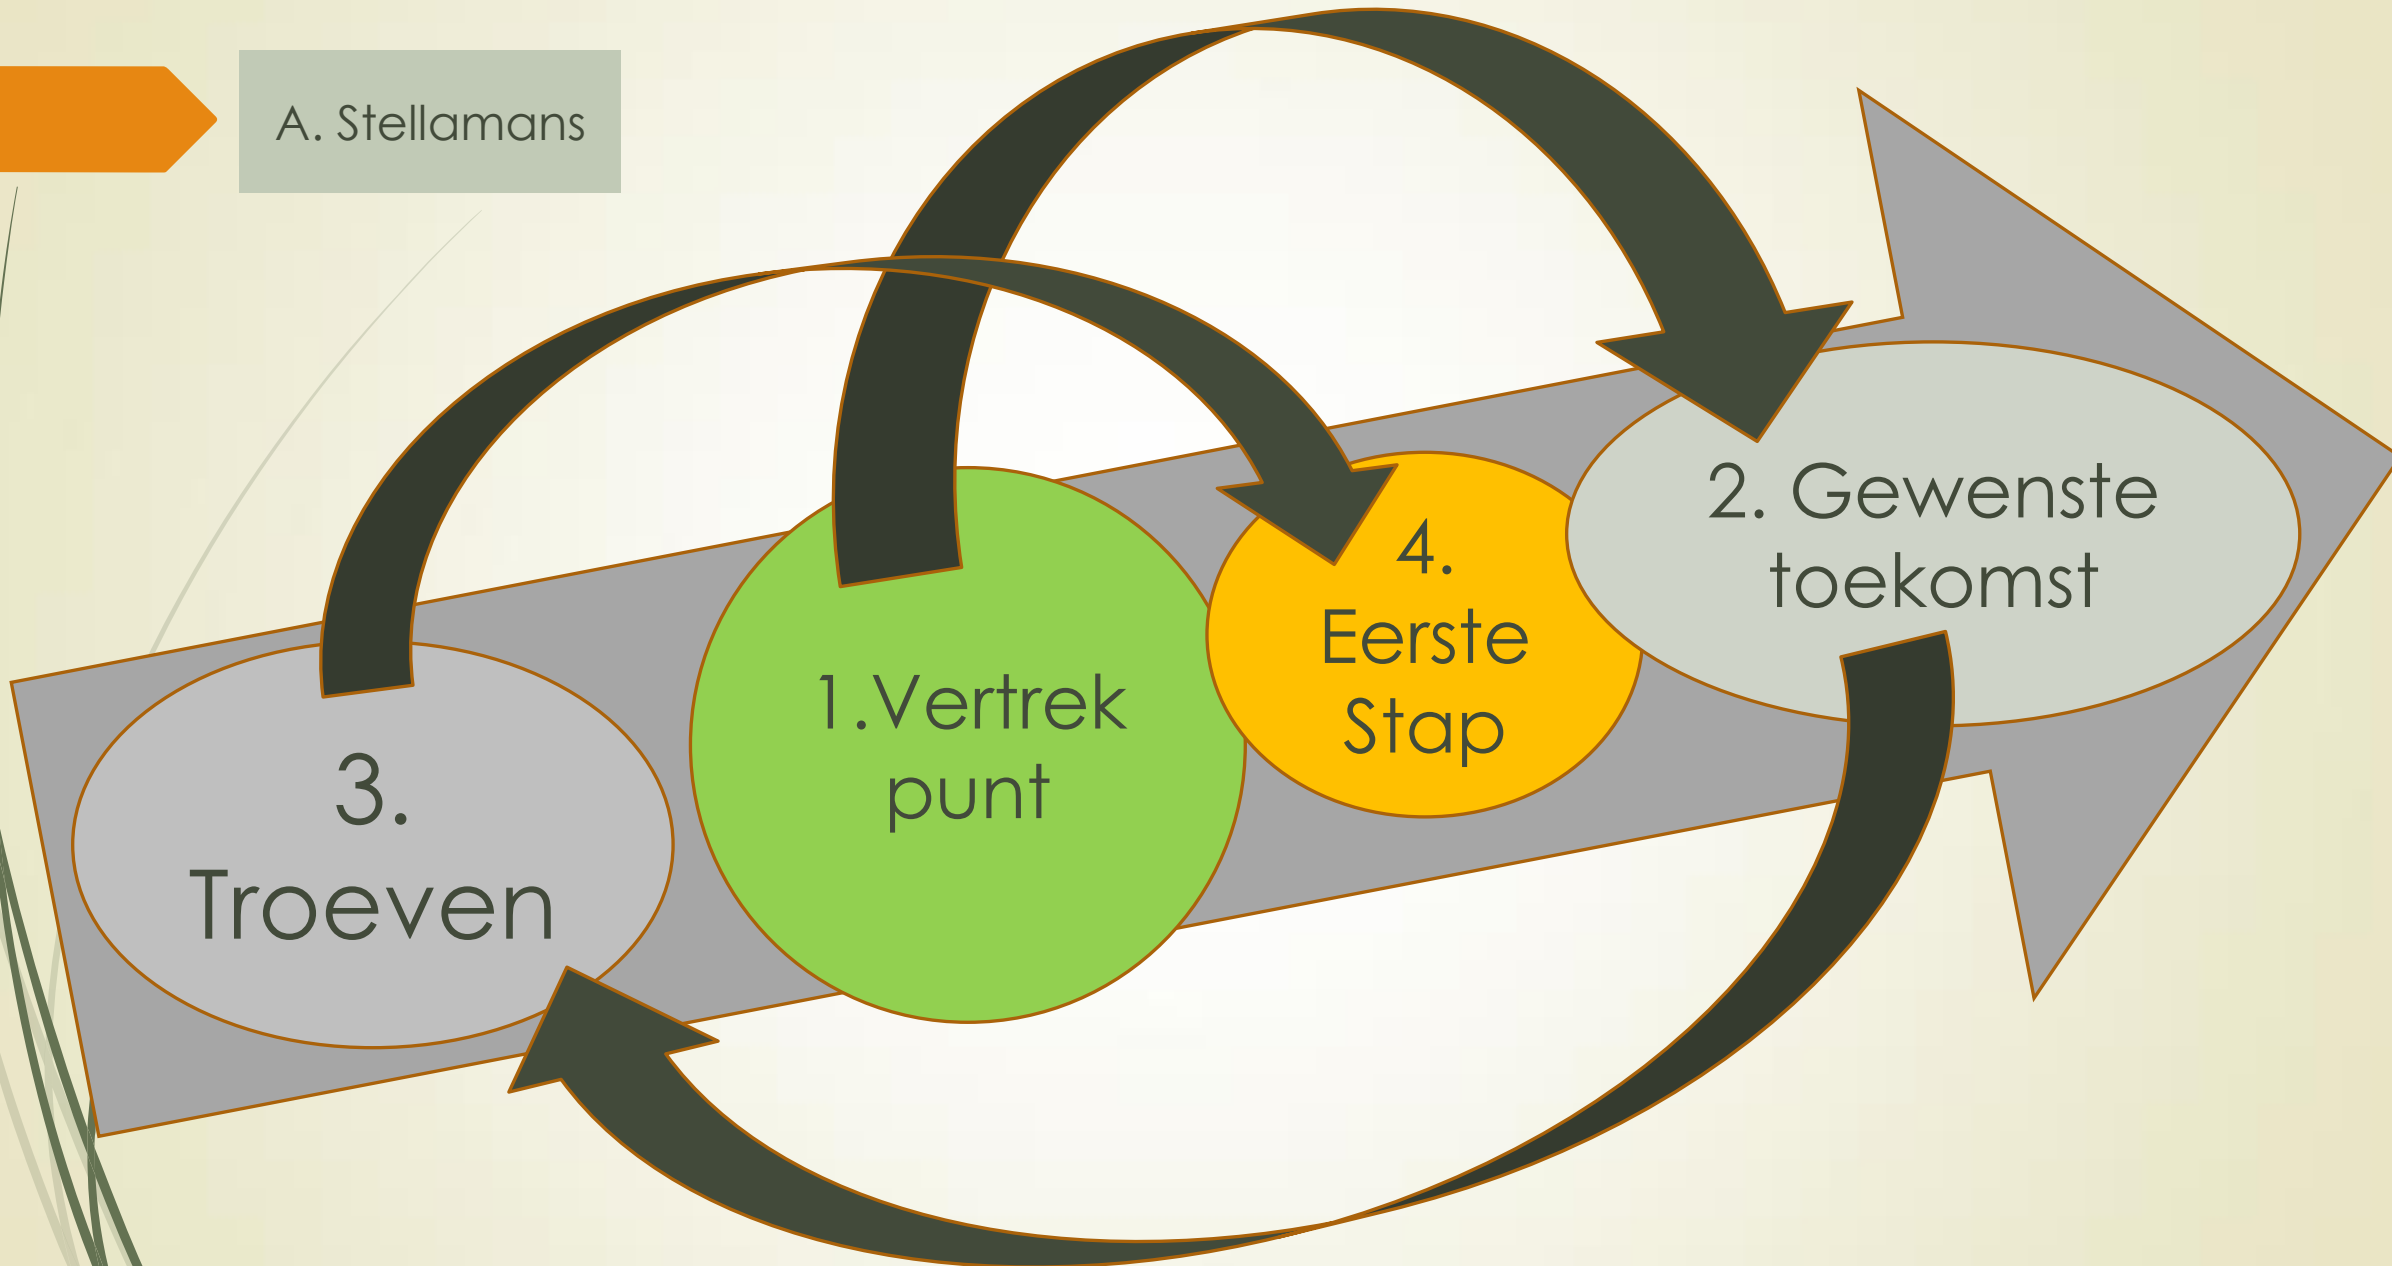 A. Stellamans
3.
Troeven
1.Vertrek
punt
4.
Eerste
Stap
2. Gewenste
toekomst